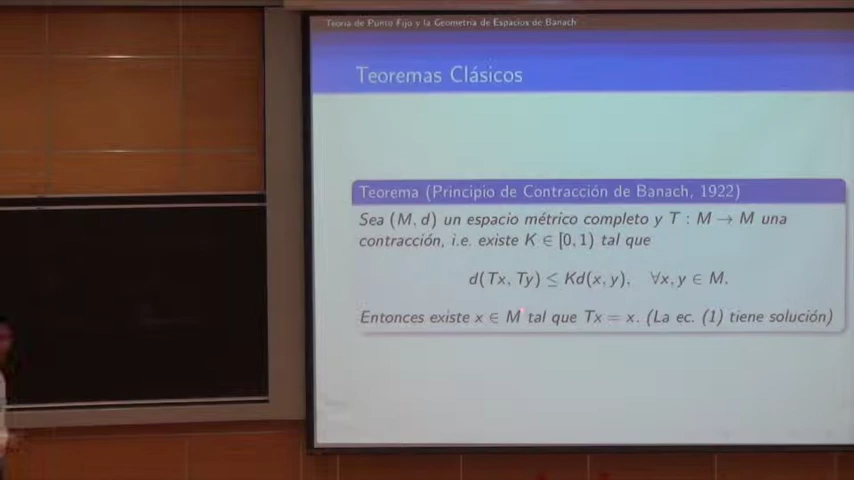 Teoría de Punto Fijo y la Geometría de Espacios de Banach
Teoremas Clásicos
Teorema (Principio de Contracción de Banach, 1922)
Sea (M, d) un espacio métrico completo y T : M → M una
contracción, i.e. existe K ∈ [0, 1) tal que
d(Tx, Ty) ≤ Kd(x, y), ∀x, y ∈ M.
Entonces existe x ∈ M tal que Tx = x. (La ec. (1) tiene solución)